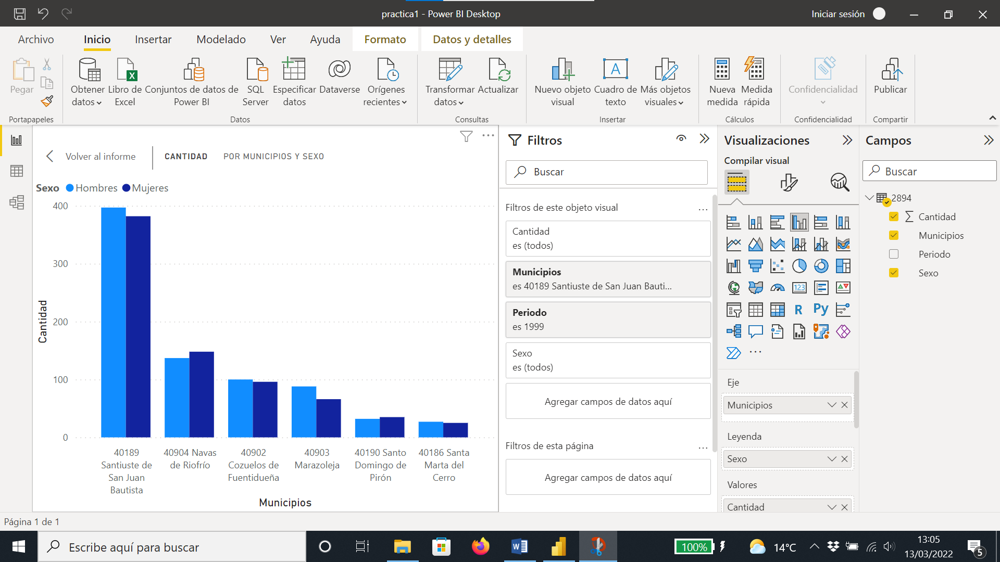 practica1 - Power BI Desktop
Iniciar sesión
Archivo
Inicio
Insertar
Modelado
Ver
Ayuda
Formato
Datos y detalles
Pegar
Obtener datos
Libro de Excel
Conjuntos de datos de Power BI
SQL Server
Especificar datos
Dataverse
Orígenes recientes
Transformar datos
Actualizar
Nuevo objeto visual
A
Cuadro de texto
Más objetos visuales
Nueva medida
Medida rápida
Confidencialidad
Publicar
Portapapeles
Datos
Consultas
Insertar
Cálculos
Confidencialidad
Compartir
Volver al informe
CANTIDAD
POR MUNICIPIOS Y SEXO
Sexo
Hombres
Mujeres
400
300
200
100
0
Cantidad
40189 Santiuste de San Juan Bautista
40904 Navas de Riofrío
40902 Cozuelos de Fuentidueña
40903 Marazoleja
40190 Santo Domingo de Pirón
40186 Santa Marta del Cerro
Municipios
Filtros
Buscar
Filtros de este objeto visual
...
Cantidad
es (todos)
Municipios
es 40189 Santiuste de San Juan Bauti...
Periodo
es 1999
Sexo
es (todos)
Agregar campos de datos aquí
Filtros de esta página
...
Agregar campos de datos aquí
Visualizaciones
Compilar visual
123
R
Py
...
Eje
Municipios
Leyenda
Sexo
Valores
Cantidad
Campos
Buscar
2894
Σ Cantidad
Municipios
Periodo
Sexo
Página 1 de 1
Escribe aquí para buscar
100%
14°C
13:05
13/03/2022
5